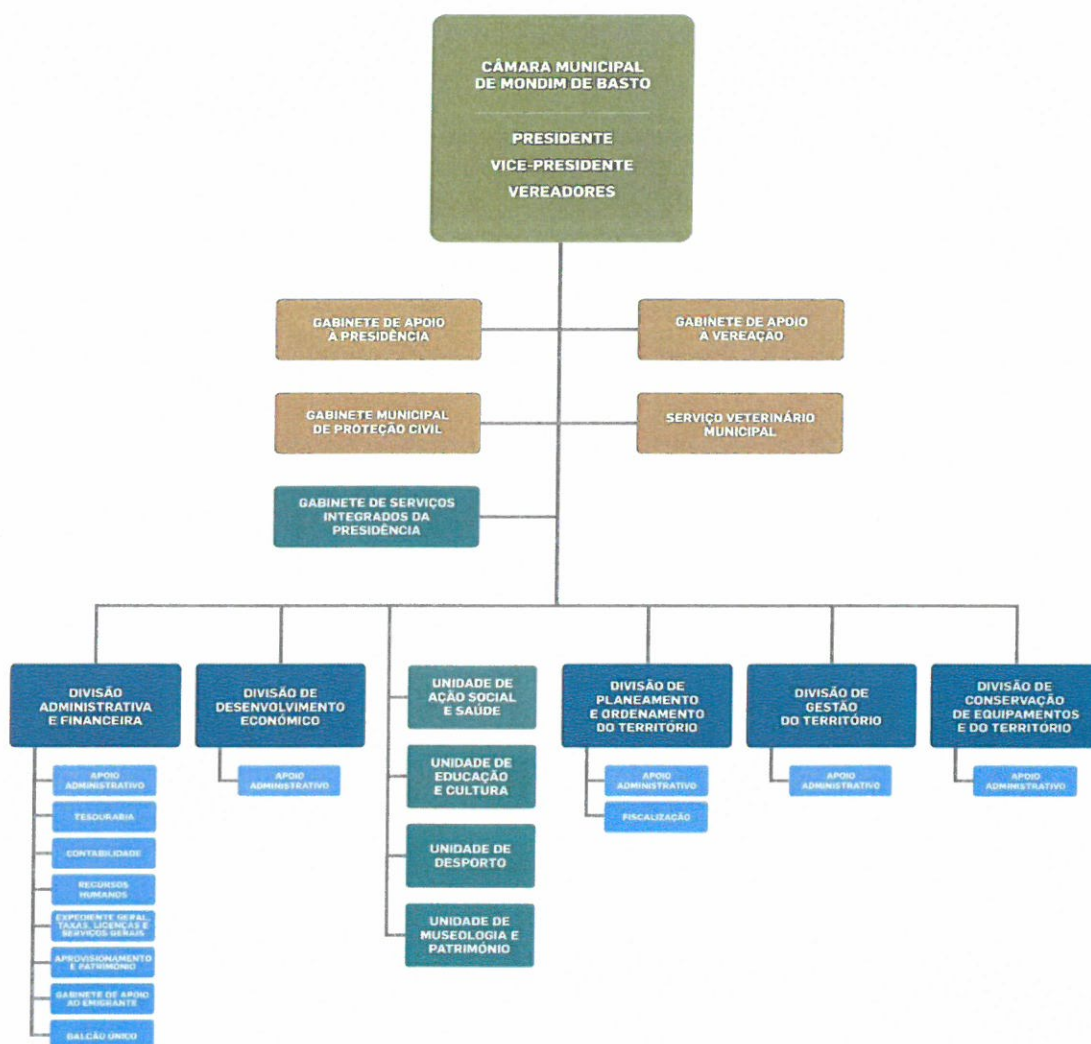 CÂMARA MUNICIPAL
DE MONDIM DE BASTO
PRESIDENTE
VICE-PRESIDENTE
VEREADORES
GABINETE DE APOIO
À PRESIDÊNCIA
GABINETE DE APOIO
À VEREAÇÃO
GABINETE MUNICIPAL
DE PROTEÇÃO CIVIL
SERVIÇO VETERINÁRIO
MUNICIPAL
GABINETE DE SERVIÇOS
INTEGRADOS DA
PRESIDÊNCIA
DIVISÃO
ADMINISTRATIVA
E FINANCEIRA
APOIO
ADMINISTRATIVO
TESOURARIA
CONTABILIDADE
RECURSOS
HUMANOS
EXPEDIENTE GERAL,
TAXAS, LICENÇAS E
SERVIÇOS GERAIS
APROVISIONAMENTO
E PATRIMÓNIO
GABINETE DE APOIO
AO EMIGRANTE
BALCÃO ÚNICO
DIVISÃO DE
DESENVOLVIMENTO
ECONÓMICO
APOIO
ADMINISTRATIVO
UNIDADE DE
AÇÃO SOCIAL
E SAÚDE
UNIDADE DE
EDUCAÇÃO
E CULTURA
UNIDADE DE
DESPORTO
UNIDADE DE
MUSEOLOGIA E
PATRIMÓNIO
DIVISÃO DE
PLANEAMENTO
E ORDENAMENTO
DO TERRITÓRIO
APOIO
ADMINISTRATIVO
FISCALIZAÇÃO
DIVISÃO DE
GESTÃO
DO TERRITÓRIO
APOIO
ADMINISTRATIVO
DIVISÃO DE
CONSERVAÇÃO
DE EQUIPAMENTOS
E DO TERRITÓRIO
APOIO
ADMINISTRATIVO